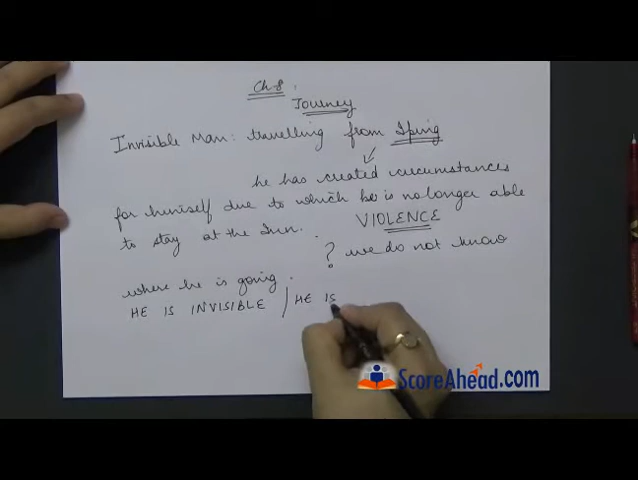 Ch-8.
Journey
Invisible Man: travelling from Iping
he has created circumstances
for himself due to which he is no longer able
to stay at the Inn. VIOLENCE
? we do not know
where he is going.
HE IS INVISIBLE / HE IS
ScoreAhead.com